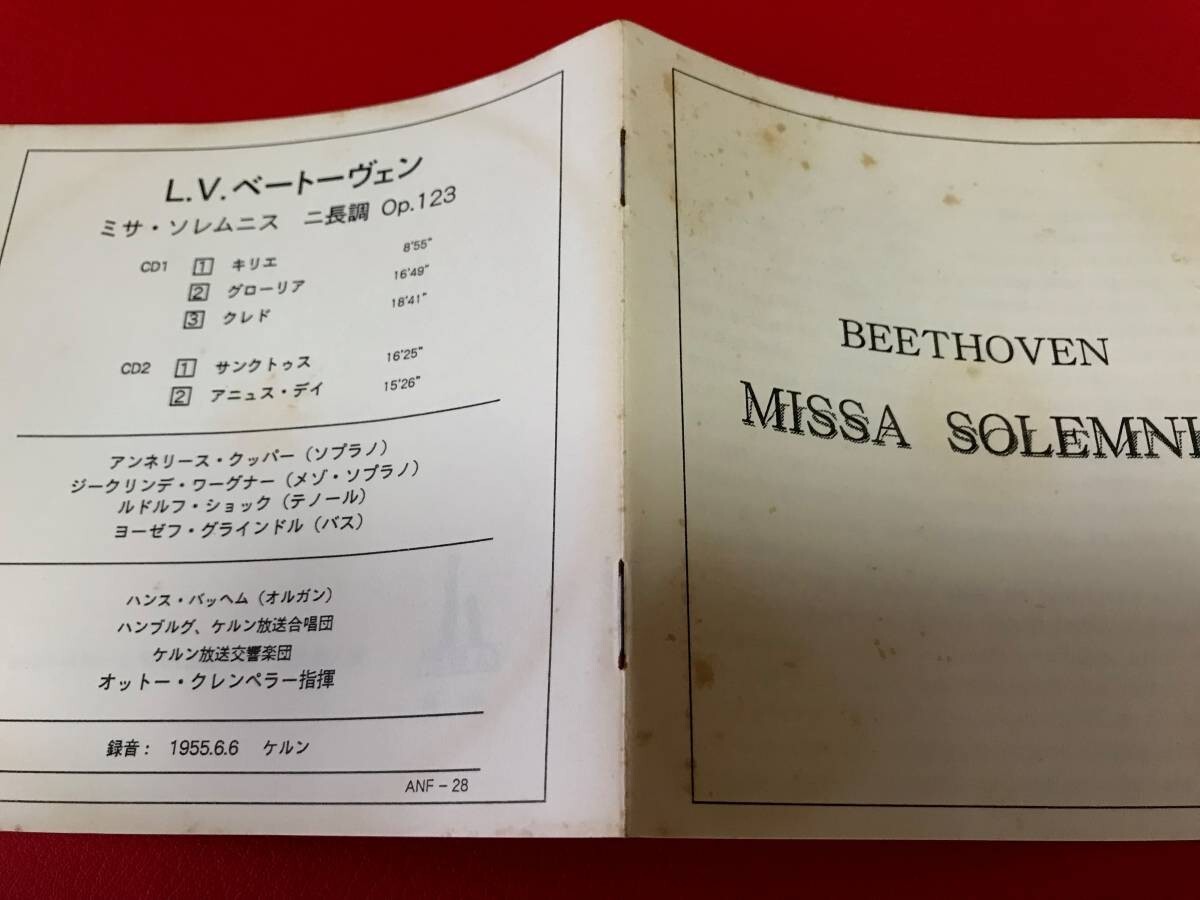 L.V.ベートーヴェン
ミサ・ソレムニス ニ長調 Op.123
CD1 1 キリエ 8'55"
2 グローリア 16'49"
3 クレド 18'41"
CD2 1 サンクトゥス 16'25"
2 アニュス・デイ 15'26"
アンネリース・クッパー(ソプラノ)
ジークリンデ・ワーグナー(メゾ・ソプラノ)
ルドルフ・ショック(テノール)
ヨーゼフ・グラインドル(バス)
ハンス・バッヘム(オルガン)
ハンブルグ、ケルン放送合唱団
ケルン放送交響楽団
オットー・クレンペラー指揮
録音: 1955.6.6 ケルン
ANF-28
BEETHOVEN
MISSA SOLEMNI